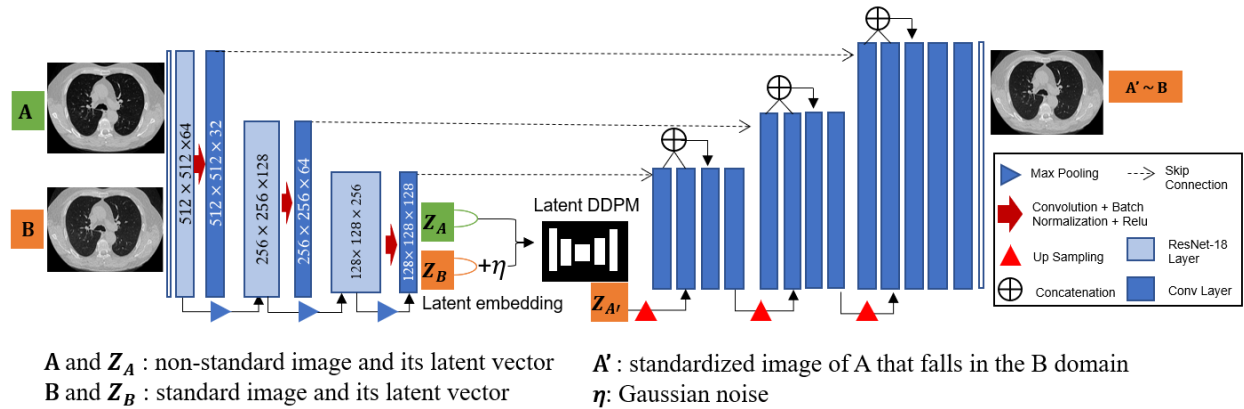 A
B
512 × 512 ×64
512 × 512 × 32
256 × 256 ×128
256 × 256 × 64
128× 128 × 256
128× 128 × 128
Z_A
Z_B
+η
Latent embedding
Latent DDPM
Z_A′
A′ ~ B
Max Pooling
Skip
Connection
Convolution + Batch
Normalization + Relu
Up Sampling
ResNet-18
Layer
Concatenation
Conv Layer
A and Z_A : non-standard image and its latent vector
B and Z_B : standard image and its latent vector
A′ : standardized image of A that falls in the B domain
η: Gaussian noise